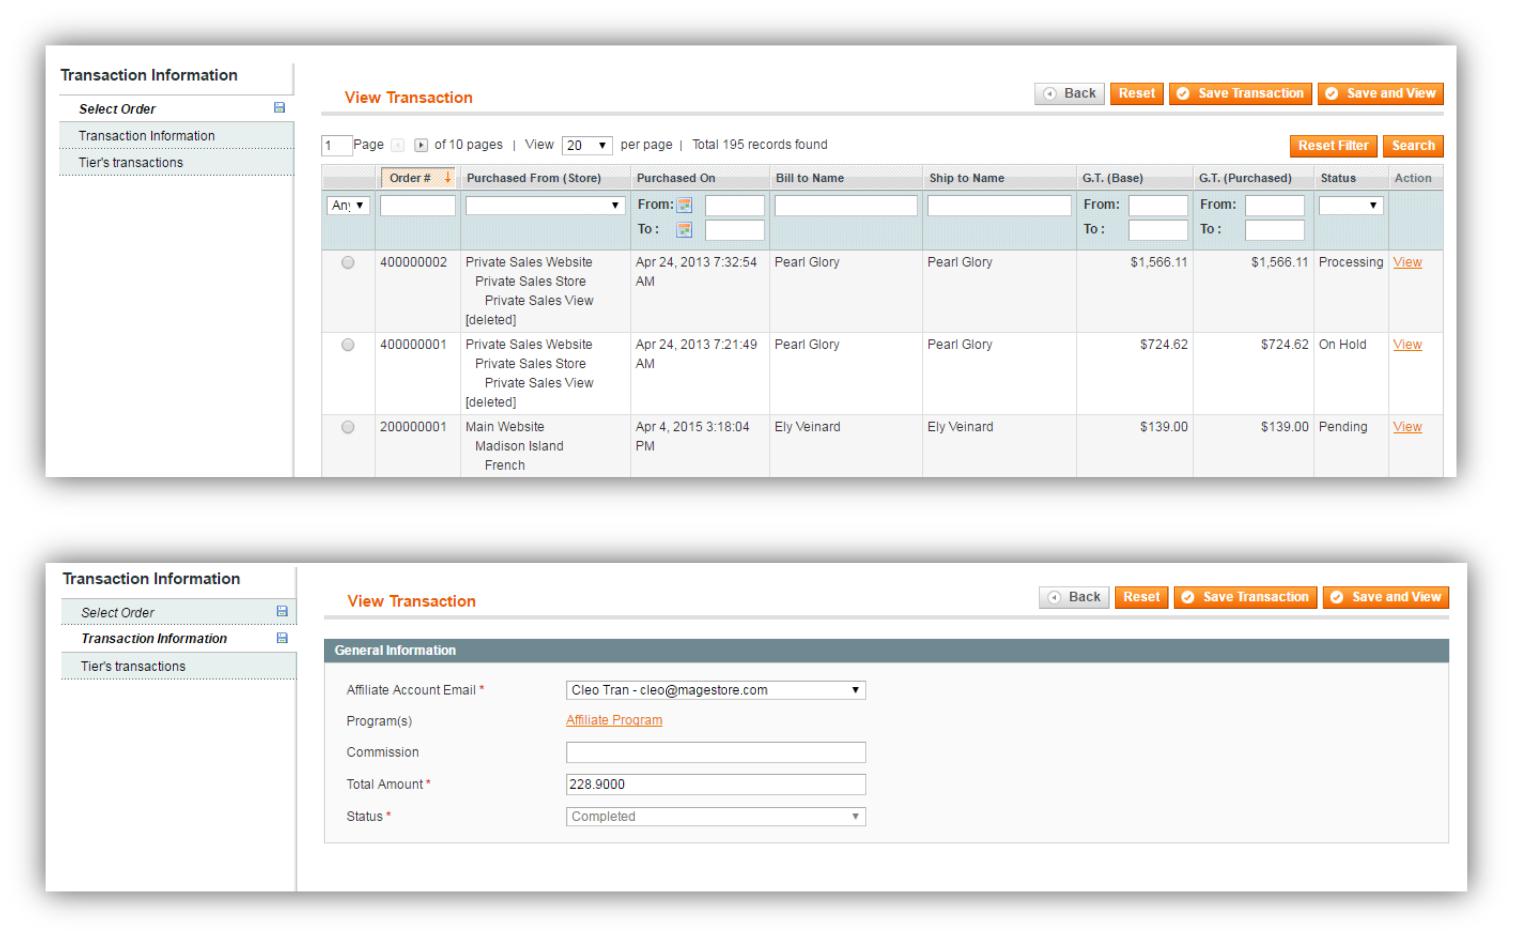 Transaction Information
Select Order
Transaction Information
Tier's transactions
View Transaction
Back Reset Save Transaction Save and View
1 Page of 10 pages | View 20 per page | Total 195 records found
Reset Filter Search
Order # Purchased From (Store) Purchased On Bill to Name Ship to Name G.T. (Base) G.T. (Purchased) Status Action
Any From: From: From:
To : To : To :
400000002 Private Sales Website Apr 24, 2013 7:32:54 Pearl Glory Pearl Glory $1,566.11 $1,566.11 Processing View
Private Sales Store AM
Private Sales View
[deleted]
400000001 Private Sales Website Apr 24, 2013 7:21:49 Pearl Glory Pearl Glory $724.62 $724.62 On Hold View
Private Sales Store AM
Private Sales View
[deleted]
200000001 Main Website Apr 4, 2015 3:18:04 Ely Veinard Ely Veinard $139.00 $139.00 Pending View
Madison Island PM
French
Transaction Information
Select Order
Transaction Information
Tier's transactions
View Transaction
Back Reset Save Transaction Save and View
General Information
Affiliate Account Email * Cleo Tran - cleo@magestore.com
Program(s) Affiliate Program
Commission
Total Amount * 228.9000
Status * Completed